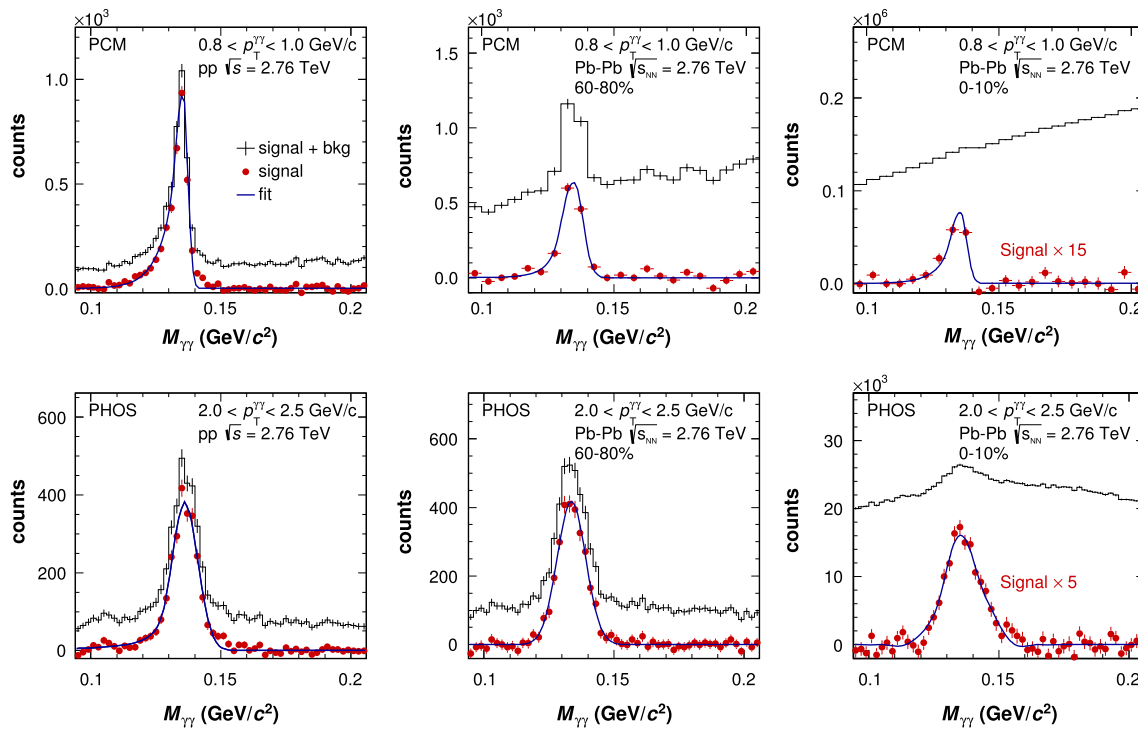 ×10³
PCM
0.8 < p_T^γγ < 1.0 GeV/c
pp √s = 2.76 TeV
signal + bkg
signal
fit
counts
1.0
0.5
0.0
0.1 0.15 0.2
M_γγ (GeV/c²)
×10³
PCM
0.8 < p_T^γγ < 1.0 GeV/c
Pb-Pb √s_NN = 2.76 TeV
60-80%
counts
1.5
1.0
0.5
0.0
0.1 0.15 0.2
M_γγ (GeV/c²)
×10⁶
PCM
0.8 < p_T^γγ < 1.0 GeV/c
Pb-Pb √s_NN = 2.76 TeV
0-10%
Signal × 15
counts
0.2
0.1
0.0
0.1 0.15 0.2
M_γγ (GeV/c²)
PHOS
2.0 < p_T^γγ < 2.5 GeV/c
pp √s = 2.76 TeV
counts
600
400
200
0
0.1 0.15 0.2
M_γγ (GeV/c²)
PHOS
2.0 < p_T^γγ < 2.5 GeV/c
Pb-Pb √s_NN = 2.76 TeV
60-80%
counts
600
400
200
0
0.1 0.15 0.2
M_γγ (GeV/c²)
×10³
PHOS
2.0 < p_T^γγ < 2.5 GeV/c
Pb-Pb √s_NN = 2.76 TeV
0-10%
Signal × 5
counts
30
20
10
0
0.1 0.15 0.2
M_γγ (GeV/c²)